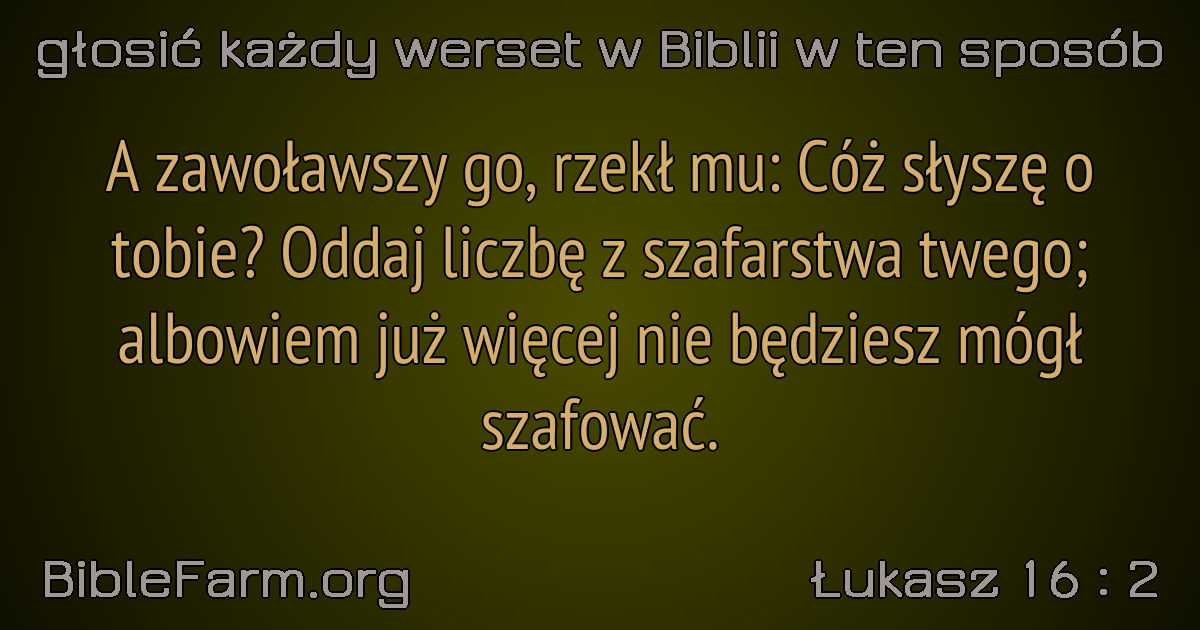 głosić każdy werset w Biblii w ten sposób
A zawoławszy go, rzekł mu: Cóż słyszę o
tobie? Oddaj liczbę z szafarstwa twego;
albowiem już więcej nie będziesz mógł
szafować.
BibleFarm.org
Łukasz 16 : 2